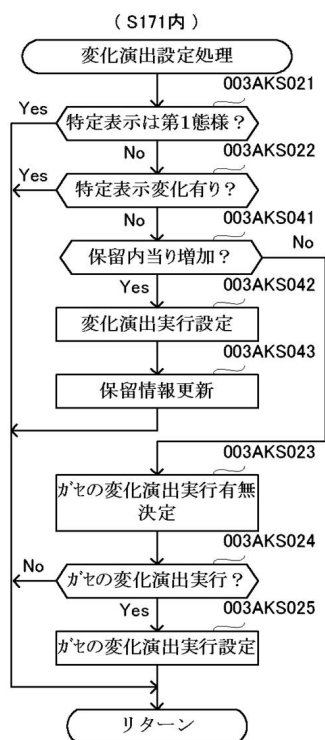 (S171内)
変化演出設定処理
003AKS021
Yes
特定表示は第1態様?
No
003AKS022
Yes
特定表示変化有り?
No
003AKS041
保留内当り増加?
No
Yes
003AKS042
変化演出実行設定
003AKS043
保留情報更新
003AKS023
ガセの変化演出実行有無
決定
003AKS024
No
ガセの変化演出実行?
Yes
003AKS025
ガセの変化演出実行設定
リターン